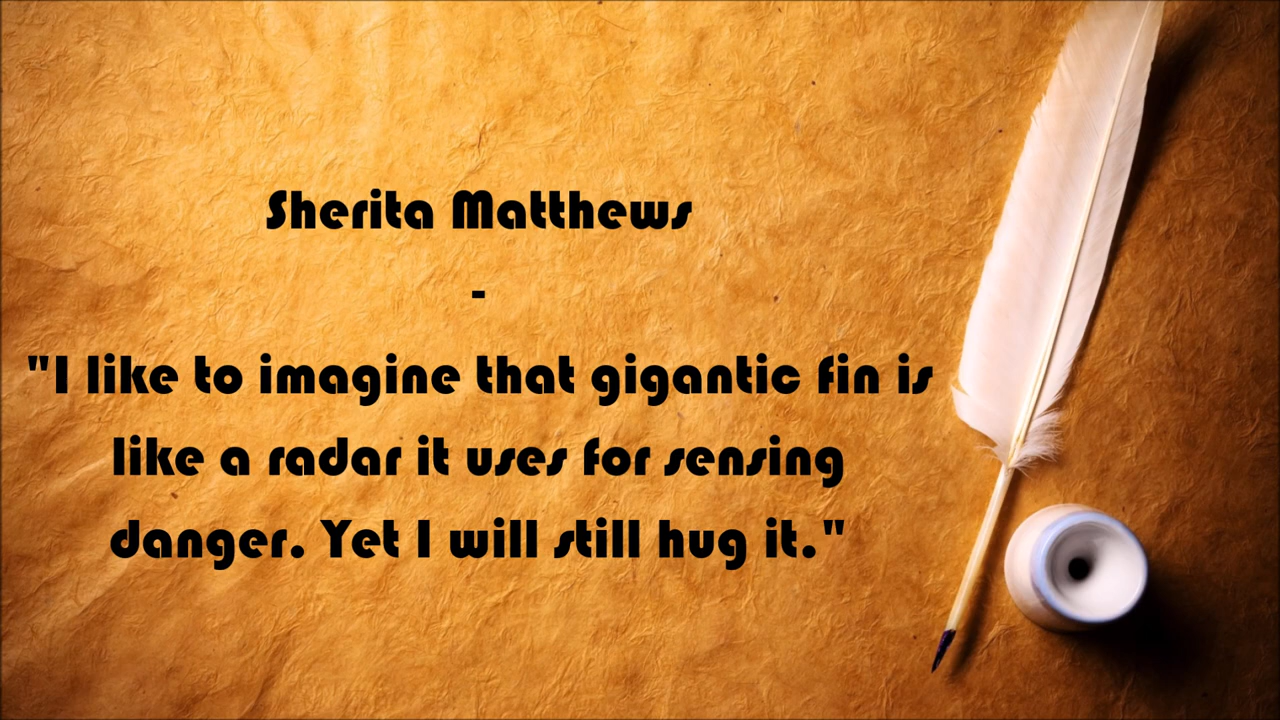 Sherita Matthews
-
"I like to imagine that gigantic fin is
like a radar it uses for sensing
danger. Yet I will still hug it."